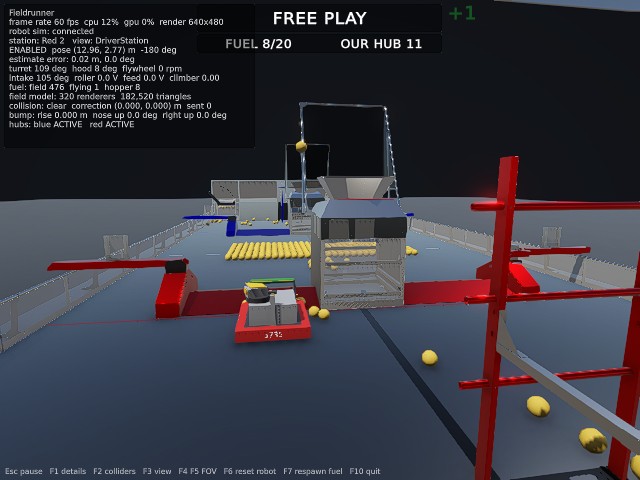 Fieldrunner
frame rate 60 fps  cpu 12%  gpu 0%  render 640x480
robot sim: connected
station: Red 2  view: DriverStation
ENABLED  pose (12.96, 2.77) m  -180 deg
estimate error: 0.02 m, 0.0 deg
turret 109 deg  hood 8 deg  flywheel 0 rpm
intake 105 deg  roller 0.0 V  feed 0.0 V  climber 0.00
fuel: field 476  flying 1  hopper 8
field model: 320 renderers  182,520 triangles
collision: clear  correction (0.000, 0.000) m  sent 0
bump: rise 0.000 m  nose up 0.0 deg  right up 0.0 deg
hubs: blue ACTIVE  red ACTIVE
FREE PLAY
+1
FUEL 8/20
OUR HUB 11
Esc pause  F1 details  F2 colliders  F3 view  F4 F5 FOV  F6 reset robot  F7 respawn fuel  F10 quit